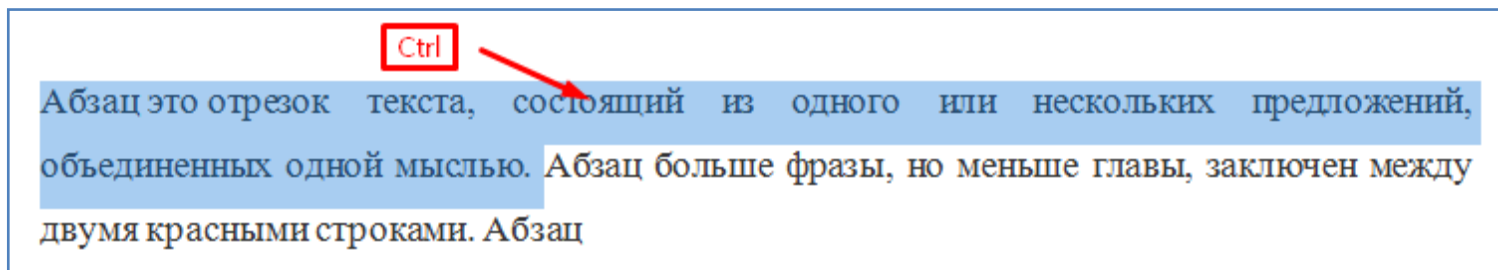 Ctrl
Абзац это отрезок текста, состоящий из одного или нескольких предложений,
объединенных одной мыслью. Абзац больше фразы, но меньше главы, заключен между
двумя красными строками. Абзац